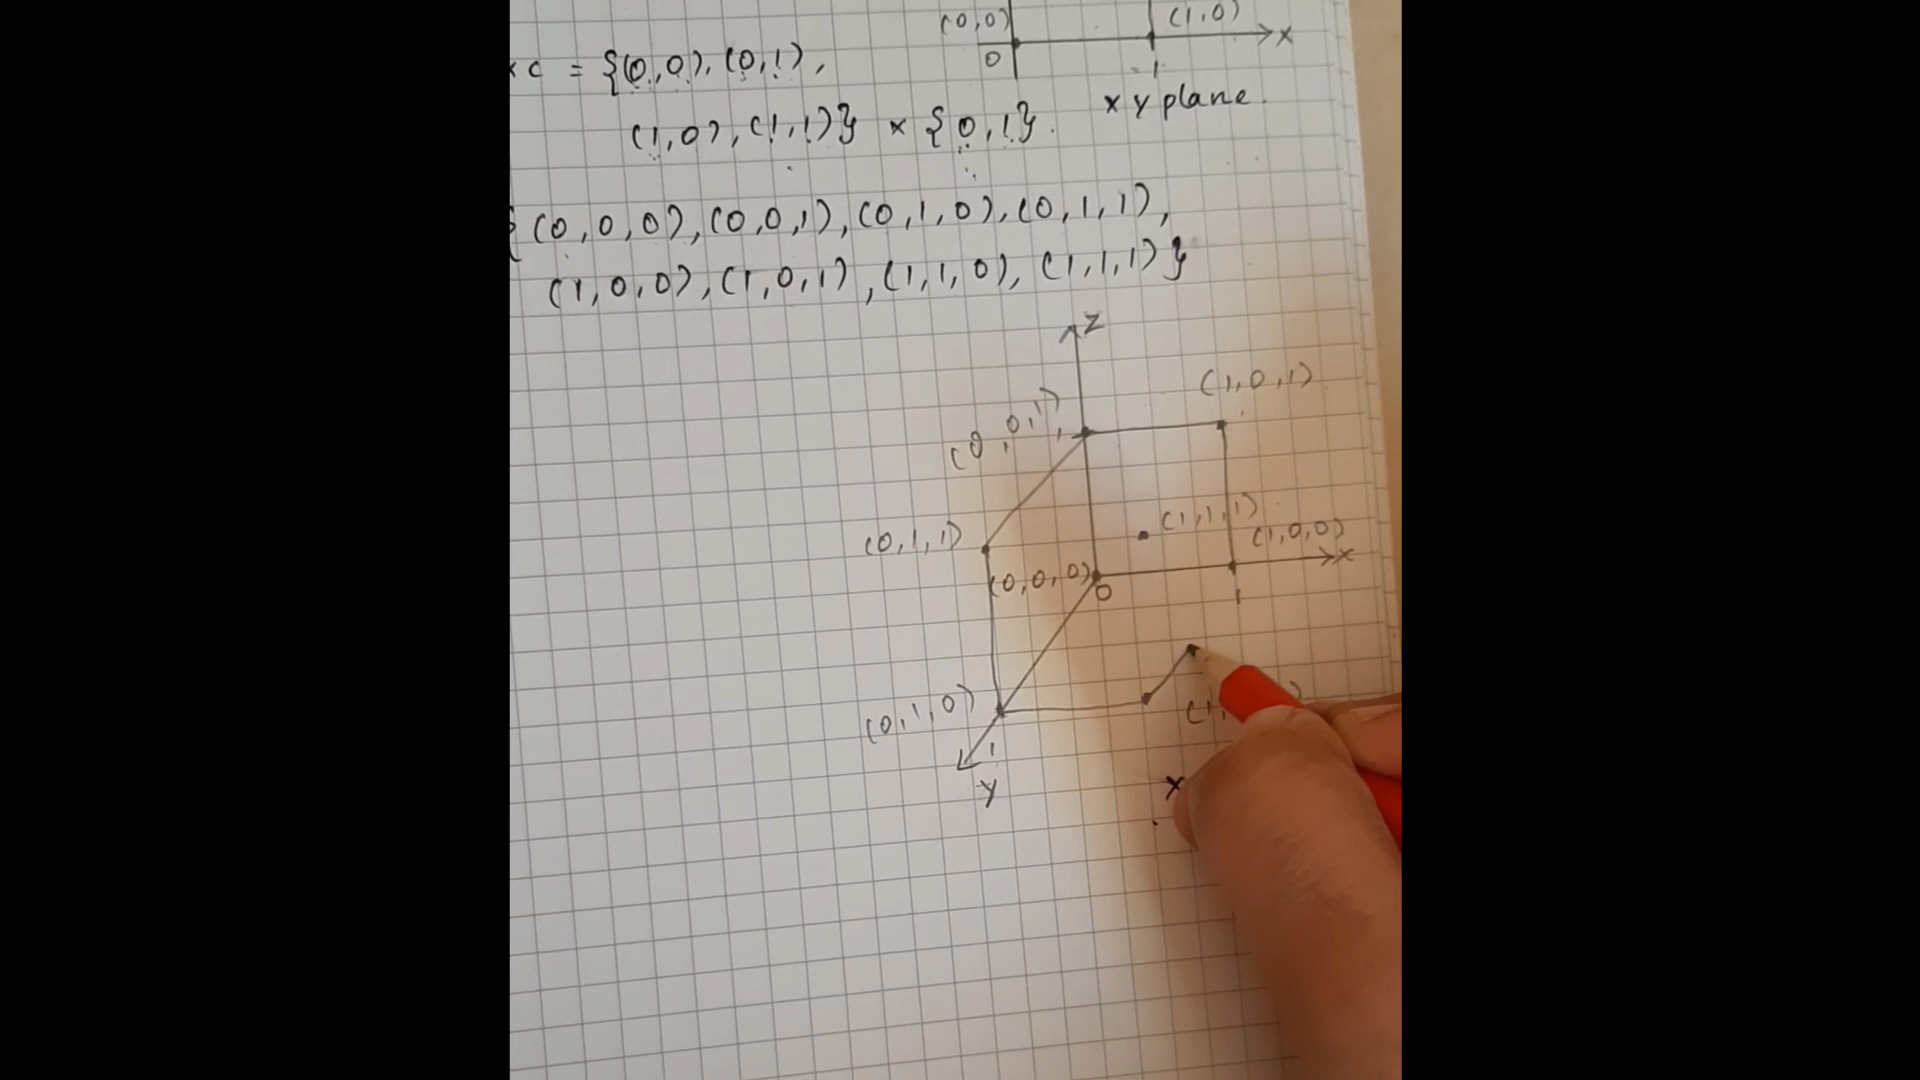 (0,0)
(1,0)
x
0
1
x y plane.
x c = {(0,0), (0,1),
(1,0), (1,1)} x {0,1}.
{(0,0,0), (0,0,1), (0,1,0), (0,1,1),
(1,0,0), (1,0,1), (1,1,0), (1,1,1)}
z
(1,0,1)
(0,0,1)
(1,1,1)
(0,1,1)
(1,0,0)
x
(0,0,0)
0
1
(0,1,0)
(1,
)
1
y
x